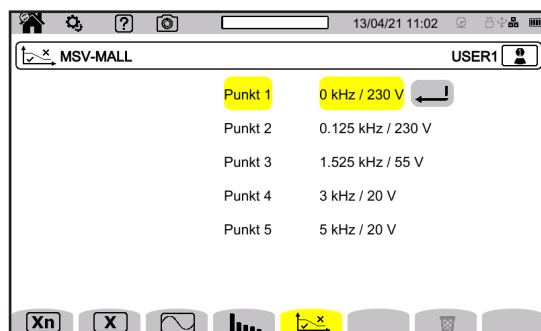 ? 13/04/21 11:02
MSV-MALL USER1
Punkt 1 0 kHz / 230 V
Punkt 2 0.125 kHz / 230 V
Punkt 3 1.525 kHz / 55 V
Punkt 4 3 kHz / 20 V
Punkt 5 5 kHz / 20 V
Xn X